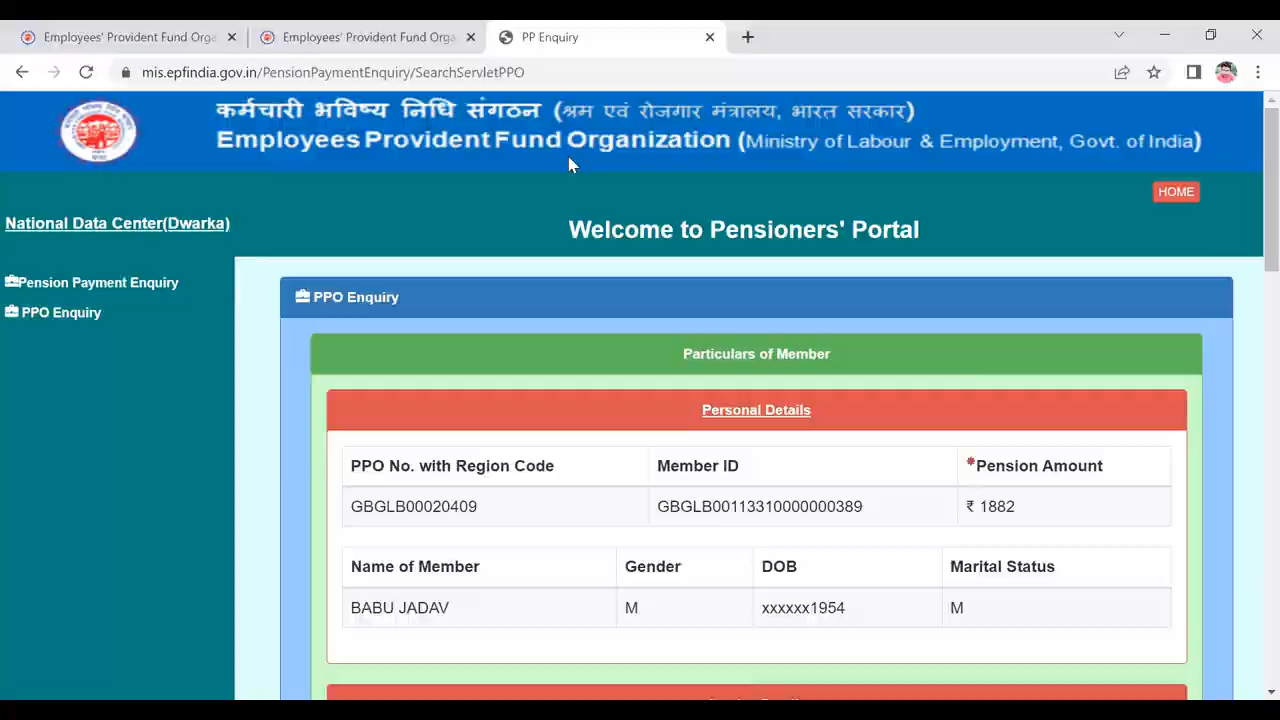 Employees' Provident Fund Orga
Employees' Provident Fund Orga
PP Enquiry
mis.epfindia.gov.in/PensionPaymentEnquiry/SearchServletPPO
कर्मचारी भविष्य निधि संगठन (श्रम एवं रोजगार मंत्रालय, भारत सरकार)
Employees Provident Fund Organization (Ministry of Labour & Employment, Govt. of India)
HOME
National Data Center(Dwarka)
Welcome to Pensioners' Portal
Pension Payment Enquiry
PPO Enquiry
PPO Enquiry
Particulars of Member
Personal Details
PPO No. with Region Code Member ID *Pension Amount
GBGLB00020409 GBGLB00113310000000389 ₹ 1882
Name of Member Gender DOB Marital Status
BABU JADAV M xxxxxx1954 M